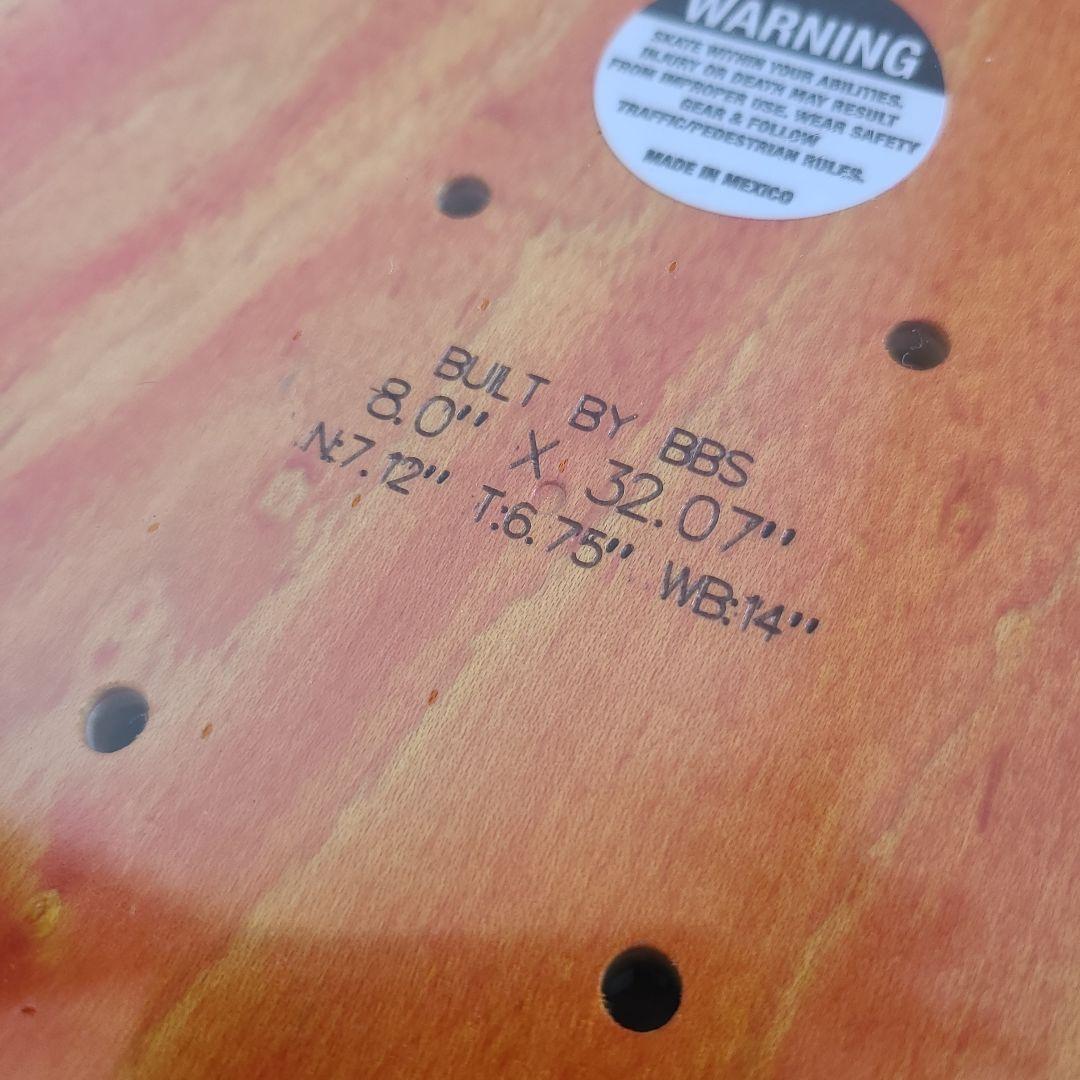 WARNING
SKATE WITHIN YOUR ABILITIES.
INJURY OR DEATH MAY RESULT
FROM IMPROPER USE. WEAR SAFETY
GEAR & FOLLOW
TRAFFIC/PEDESTRIAN RULES.
MADE IN MEXICO
BUILT BY BBS
8.0" X 32.07"
N:7.12" T:6.75" WB:14"